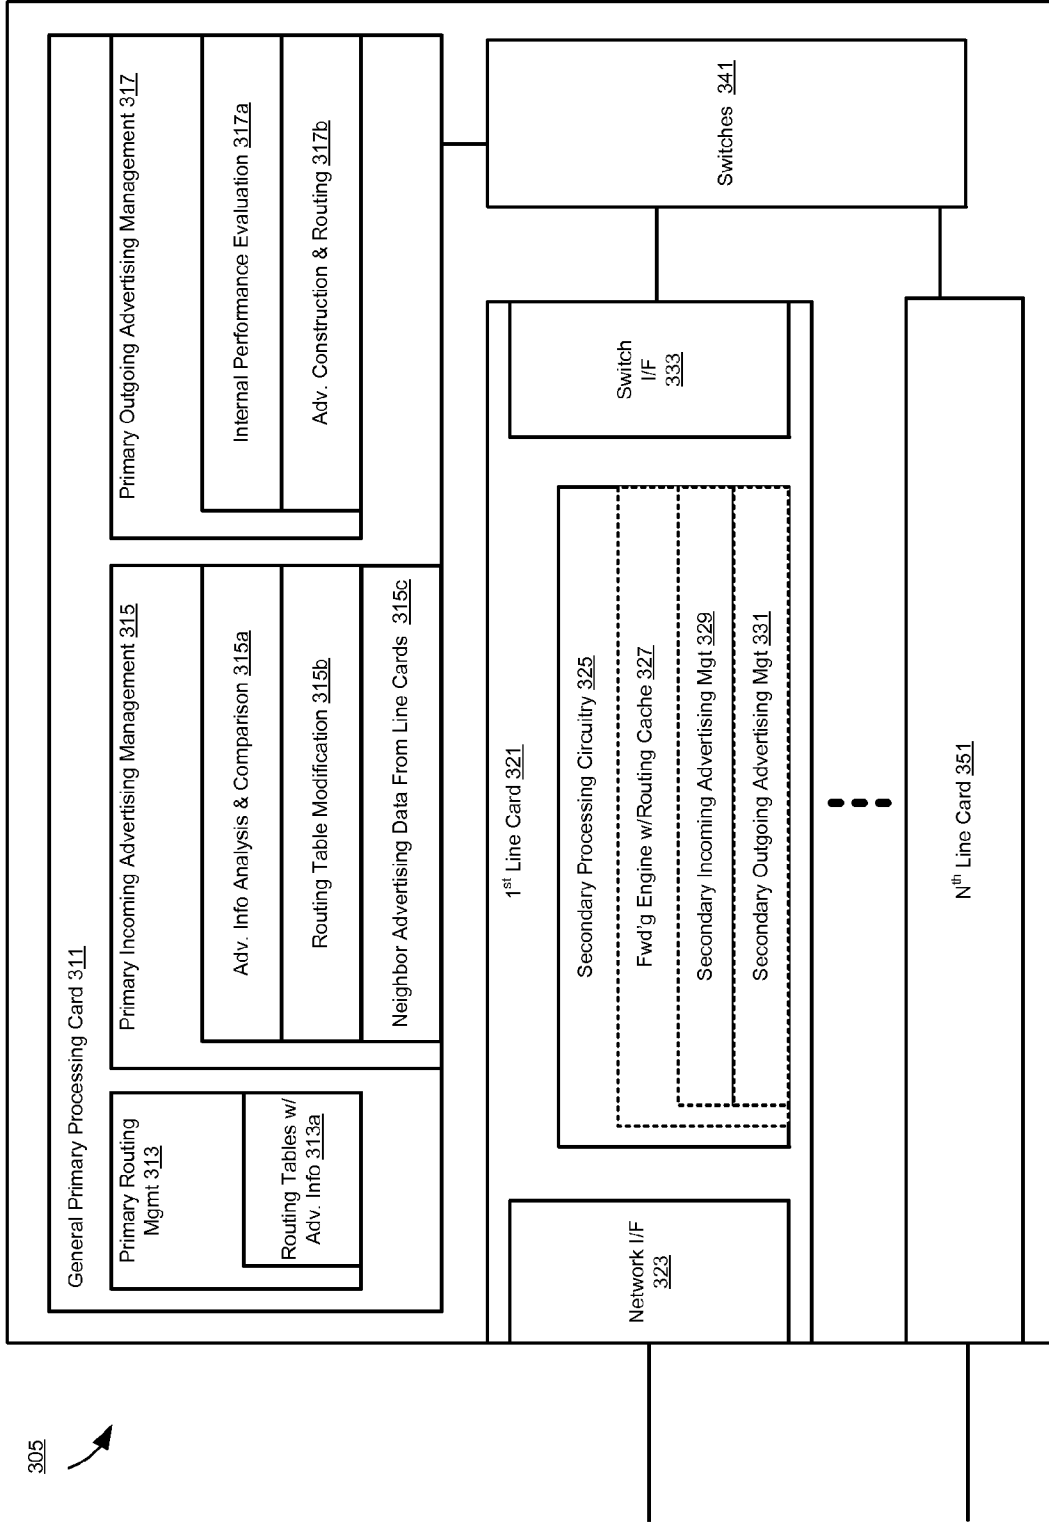 305
General Primary Processing Card 311
Primary Routing
Mgmt 313
Routing Tables w/
Adv. Info 313a
Primary Incoming Advertising Management 315
Adv. Info Analysis & Comparison 315a
Routing Table Modification 315b
Neighbor Advertising Data From Line Cards 315c
Primary Outgoing Advertising Management 317
Internal Performance Evaluation 317a
Adv. Construction & Routing 317b
1st Line Card 321
Network I/F
323
Secondary Processing Circuitry 325
Fwd'g Engine w/Routing Cache 327
Secondary Incoming Advertising Mgt 329
Secondary Outgoing Advertising Mgt 331
Switch
I/F
333
Switches 341
Nth Line Card 351